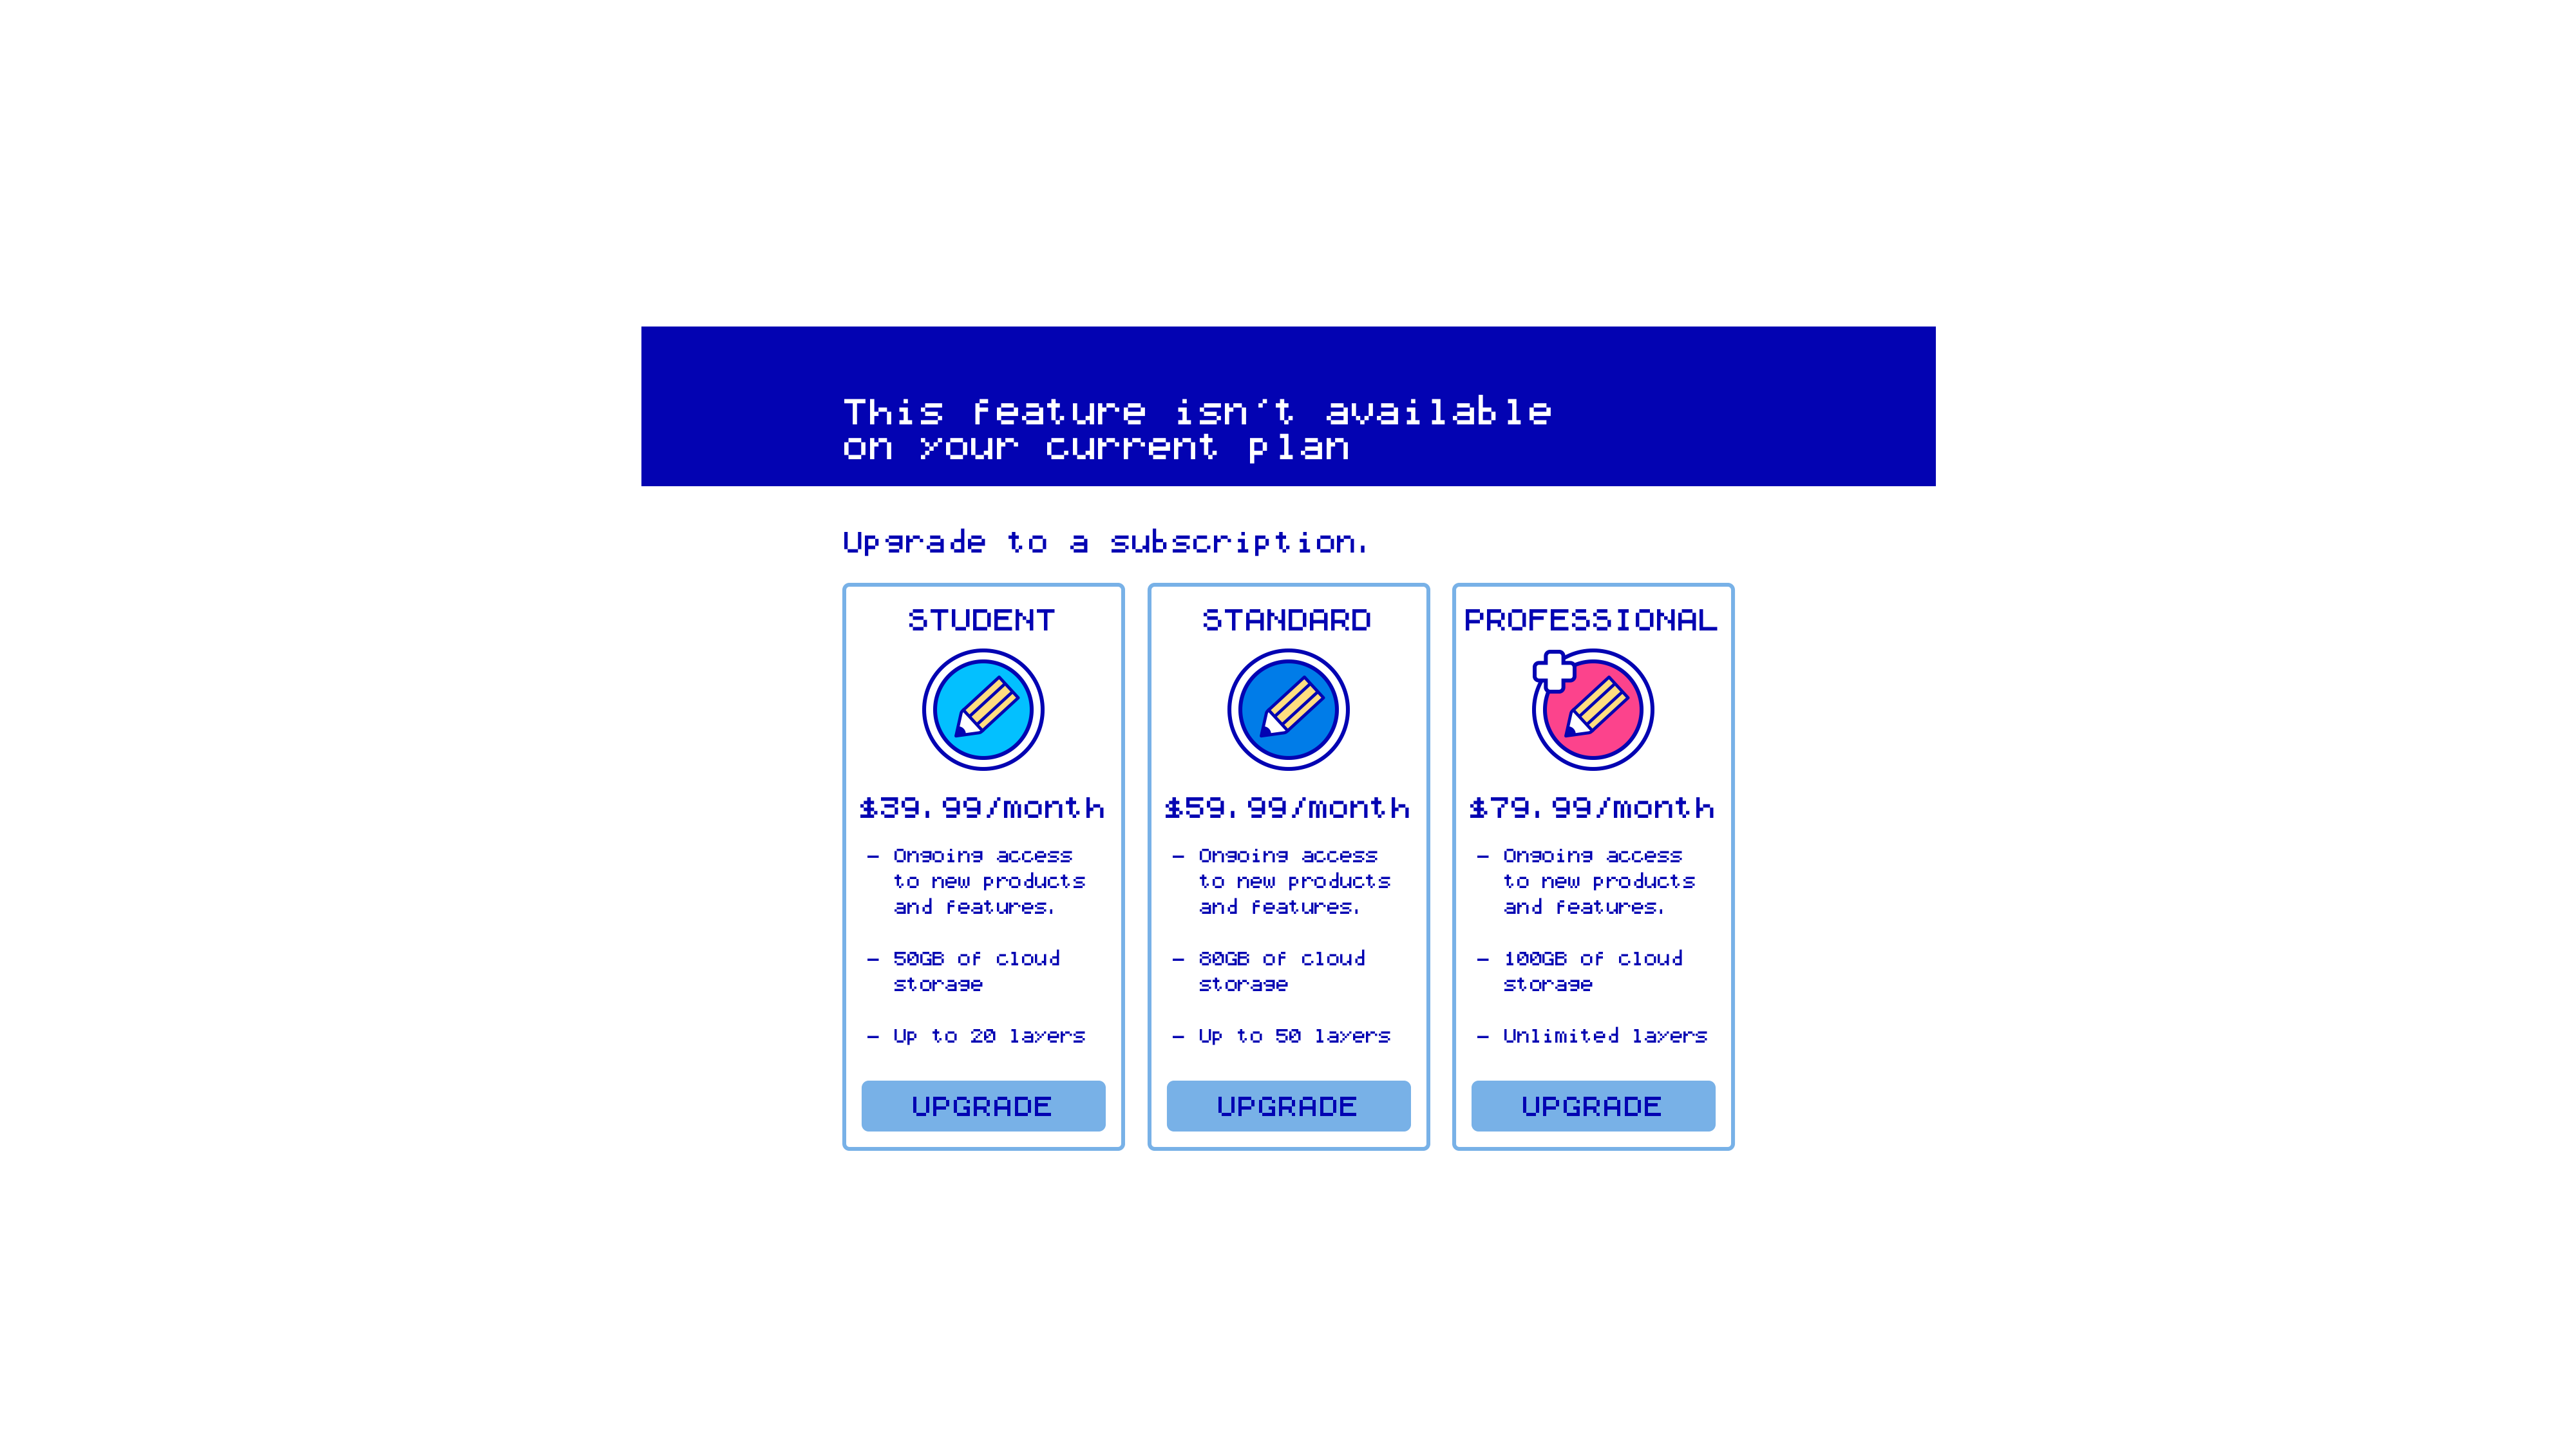 This feature isn't available
on your current plan
Upgrade to a subscription.
STUDENT
$39.99/month
- Ongoing access
to new products
and features.
- 50GB of cloud
storage
- Up to 20 layers
UPGRADE
STANDARD
$59.99/month
- Ongoing access
to new products
and features.
- 80GB of cloud
storage
- Up to 50 layers
UPGRADE
PROFESSIONAL
$79.99/month
- Ongoing access
to new products
and features.
- 100GB of cloud
storage
- Unlimited layers
UPGRADE